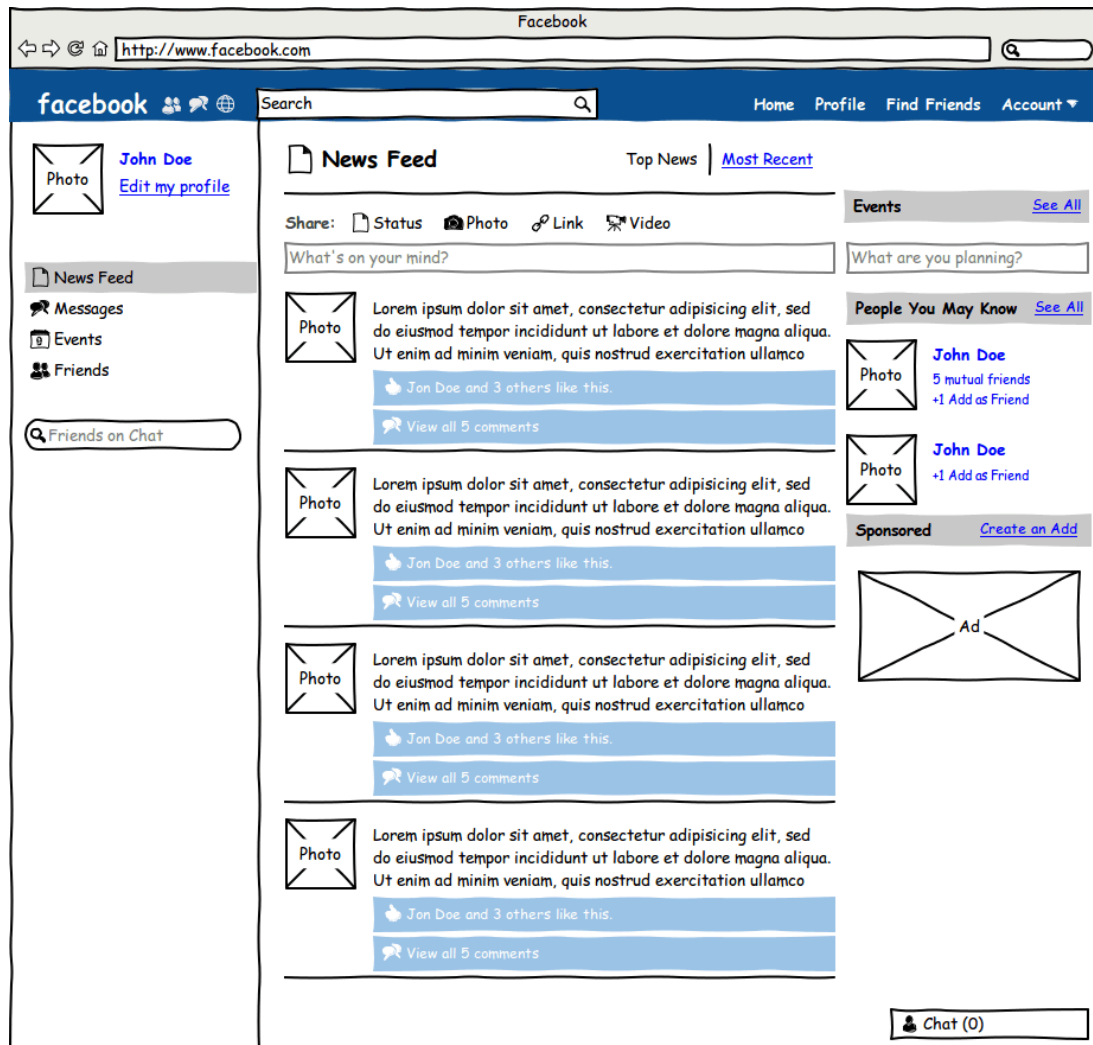 Facebook
http://www.facebook.com
facebook
Search
Home Profile Find Friends Account
Photo
John Doe
Edit my profile
News Feed
Messages
9 Events
Friends
Friends on Chat
News Feed
Top News Most Recent
Share: Status Photo Link Video
What's on your mind?
Photo
Lorem ipsum dolor sit amet, consectetur adipisicing elit, sed
do eiusmod tempor incididunt ut labore et dolore magna aliqua.
Ut enim ad minim veniam, quis nostrud exercitation ullamco
Jon Doe and 3 others like this.
View all 5 comments
Photo
Lorem ipsum dolor sit amet, consectetur adipisicing elit, sed
do eiusmod tempor incididunt ut labore et dolore magna aliqua.
Ut enim ad minim veniam, quis nostrud exercitation ullamco
Jon Doe and 3 others like this.
View all 5 comments
Photo
Lorem ipsum dolor sit amet, consectetur adipisicing elit, sed
do eiusmod tempor incididunt ut labore et dolore magna aliqua.
Ut enim ad minim veniam, quis nostrud exercitation ullamco
Jon Doe and 3 others like this.
View all 5 comments
Photo
Lorem ipsum dolor sit amet, consectetur adipisicing elit, sed
do eiusmod tempor incididunt ut labore et dolore magna aliqua.
Ut enim ad minim veniam, quis nostrud exercitation ullamco
Jon Doe and 3 others like this.
View all 5 comments
Events See All
What are you planning?
People You May Know See All
Photo
John Doe
5 mutual friends
+1 Add as Friend
Photo
John Doe
+1 Add as Friend
Sponsored Create an Add
Ad
Chat (0)